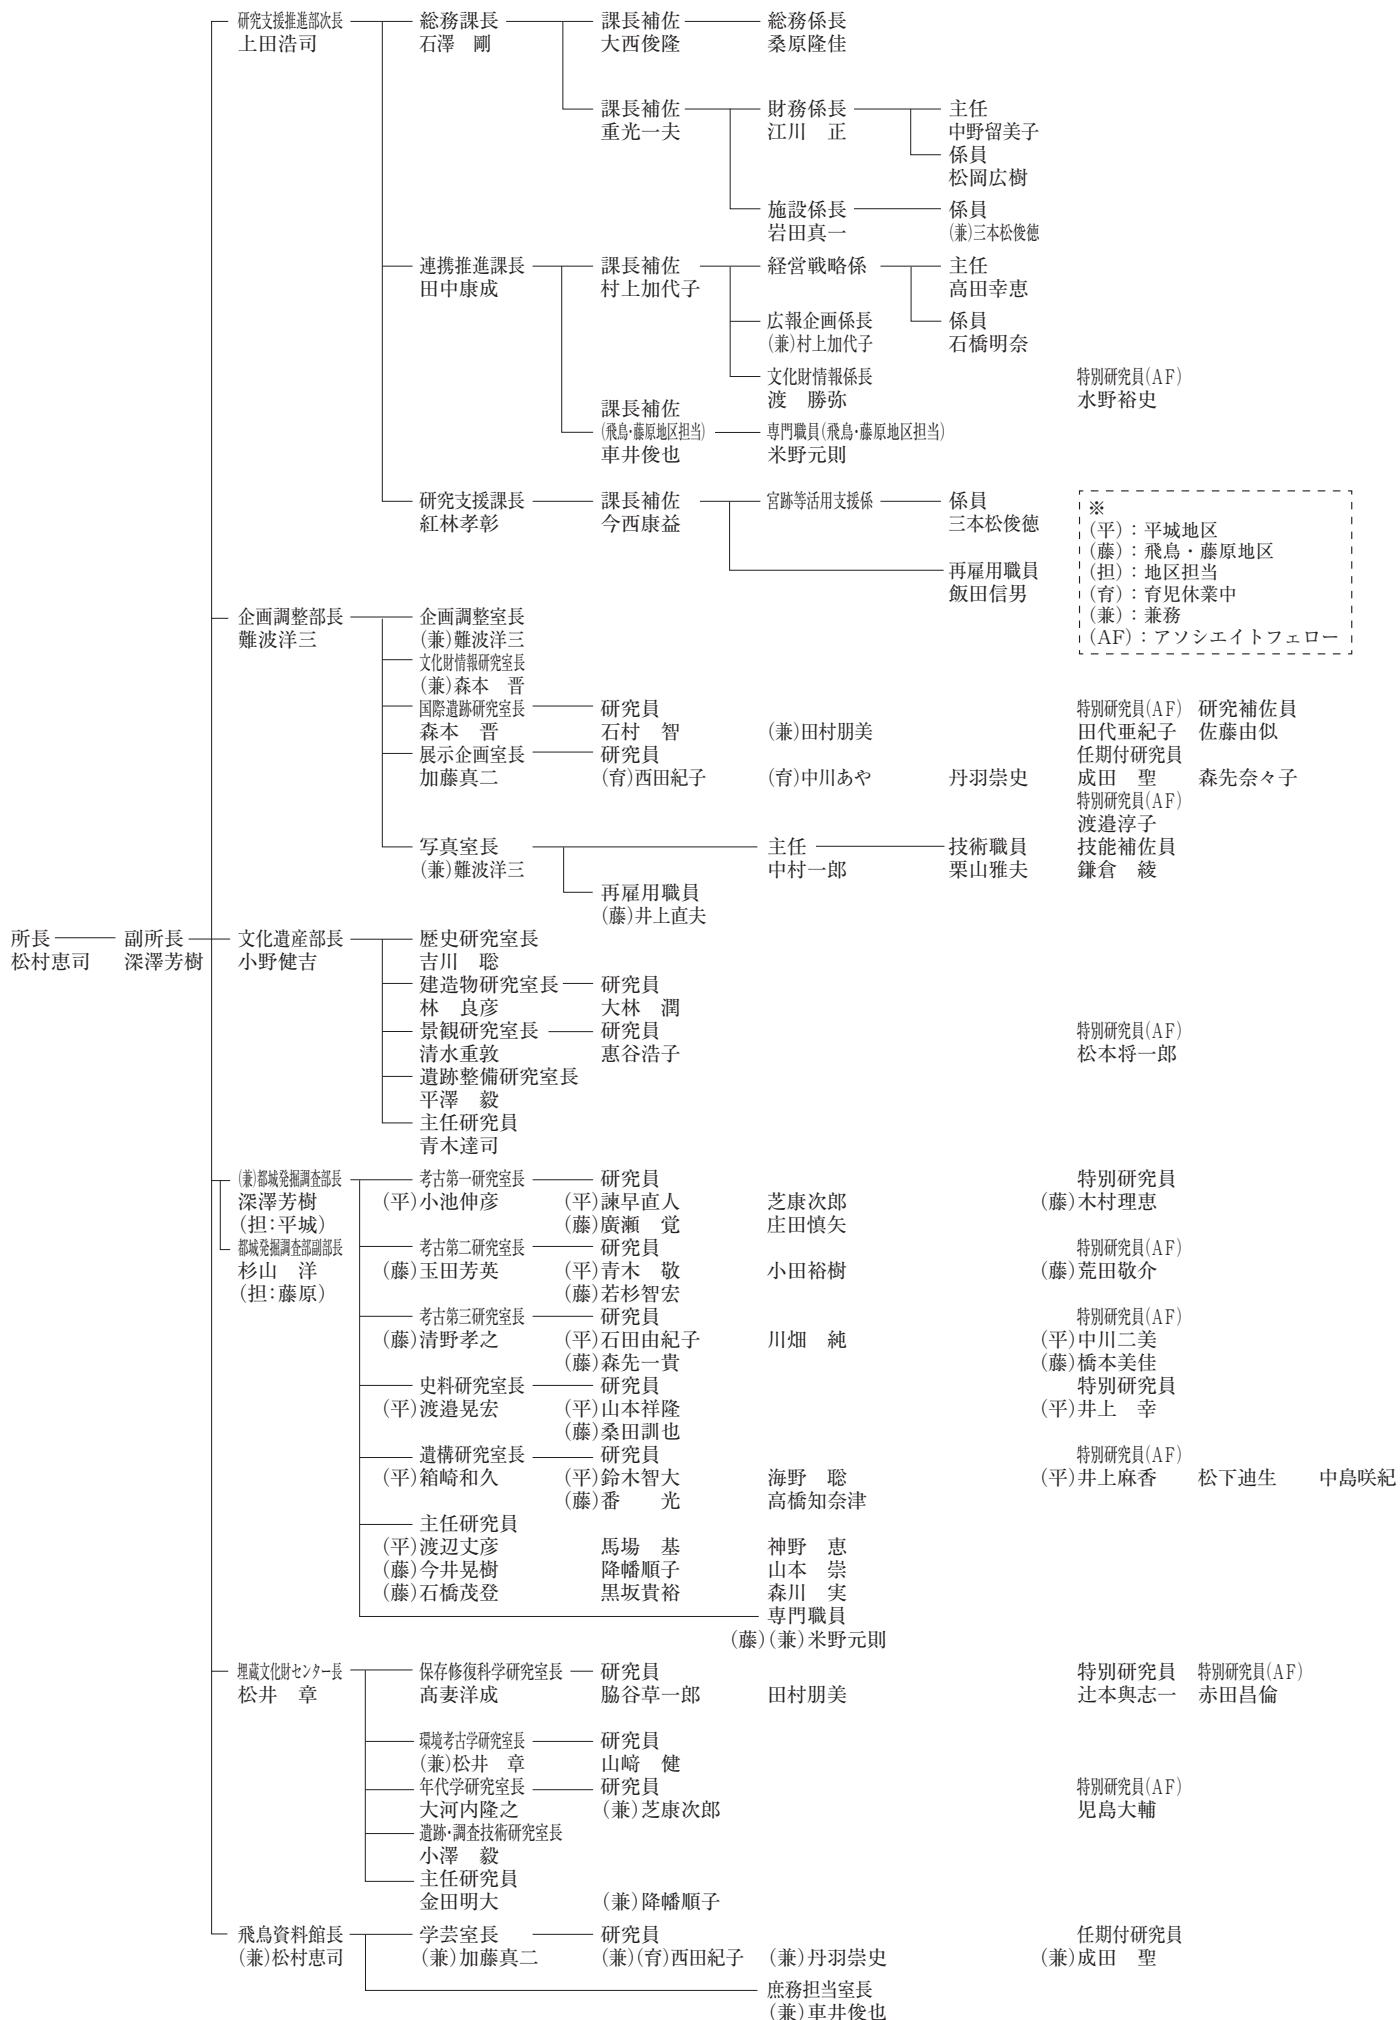 研究支援推進部次長 総務課長 課長補佐 総務係長
上田浩司 石澤 剛 大西俊隆 桑原隆佳
課長補佐 財務係長 主任
重光一夫 江川 正 中野留美子
係員
松岡広樹
施設係長 係員
岩田真一 (兼)三本松俊徳
連携推進課長 課長補佐 経営戦略係 主任
田中康成 村上加代子 高田幸恵
広報企画係長 係員
(兼)村上加代子 石橋明奈
文化財情報係長 特別研究員(AF)
渡 勝弥 水野裕史
課長補佐
(飛鳥・藤原地区担当) 専門職員(飛鳥・藤原地区担当)
車井俊也 米野元則
研究支援課長 課長補佐 宮跡等活用支援係 係員
紅林孝彰 今西康益 三本松俊徳
再雇用職員
飯田信男
※
(平):平城地区
(藤):飛鳥・藤原地区
(担):地区担当
(育):育児休業中
(兼):兼務
(AF):アソシエイトフェロー
企画調整部長 企画調整室長
難波洋三 (兼)難波洋三
文化財情報研究室長
(兼)森本 晋
国際遺跡研究室長 研究員 特別研究員(AF) 研究補佐員
森本 晋 石村 智 (兼)田村朋美 田代亜紀子 佐藤由似
展示企画室長 研究員 任期付研究員
加藤真二 (育)西田紀子 (育)中川あや 丹羽崇史 成田 聖 森先奈々子
特別研究員(AF)
渡邉淳子
写真室長 主任 技術職員 技能補佐員
(兼)難波洋三 中村一郎 栗山雅夫 鎌倉 綾
再雇用職員
(藤)井上直夫
所長 副所長 文化遺産部長 歴史研究室長
松村恵司 深澤芳樹 小野健吉 吉川 聡
建造物研究室長 研究員
林 良彦 大林 潤
景観研究室長 研究員 特別研究員(AF)
清水重敦 惠谷浩子 松本将一郎
遺跡整備研究室長
平澤 毅
主任研究員
青木達司
(兼)都城発掘調査部長 考古第一研究室長 研究員 特別研究員
深澤芳樹 (平)小池伸彦 (平)諫早直人 芝康次郎 (藤)木村理恵
(担:平城) (藤)廣瀬 覚 庄田慎矢
都城発掘調査部副部長 考古第二研究室長 研究員 特別研究員(AF)
杉山 洋 (藤)玉田芳英 (平)青木 敬 小田裕樹 (藤)荒田敬介
(担:藤原) (藤)若杉智宏
考古第三研究室長 研究員 特別研究員(AF)
(藤)清野孝之 (平)石田由紀子 川畑 純 (平)中川二美
(藤)森先一貴 (藤)橋本美佳
史料研究室長 研究員 特別研究員
(平)渡邉晃宏 (平)山本祥隆 (平)井上 幸
(藤)桑田訓也
遺構研究室長 研究員 特別研究員(AF)
(平)箱崎和久 (平)鈴木智大 海野 聡 (平)井上麻香 松下迪生 中島咲紀
(藤)番 光 高橋知奈津
主任研究員
(平)渡辺丈彦 馬場 基 神野 恵
(藤)今井晃樹 降幡順子 山本 崇
(藤)石橋茂登 黒坂貴裕 森川 実
専門職員
(藤)(兼)米野元則
埋蔵文化財センター長 保存修復科学研究室長 研究員 特別研究員 特別研究員(AF)
松井 章 髙妻洋成 脇谷草一郎 田村朋美 辻本與志一 赤田昌倫
環境考古学研究室長 研究員
(兼)松井 章 山﨑 健
年代学研究室長 研究員 特別研究員(AF)
大河内隆之 (兼)芝康次郎 児島大輔
遺跡・調査技術研究室長
小澤 毅
主任研究員
金田明大 (兼)降幡順子
飛鳥資料館長 学芸室長 研究員 任期付研究員
(兼)松村恵司 (兼)加藤真二 (兼)(育)西田紀子 (兼)丹羽崇史 (兼)成田 聖
庶務担当室長
(兼)車井俊也